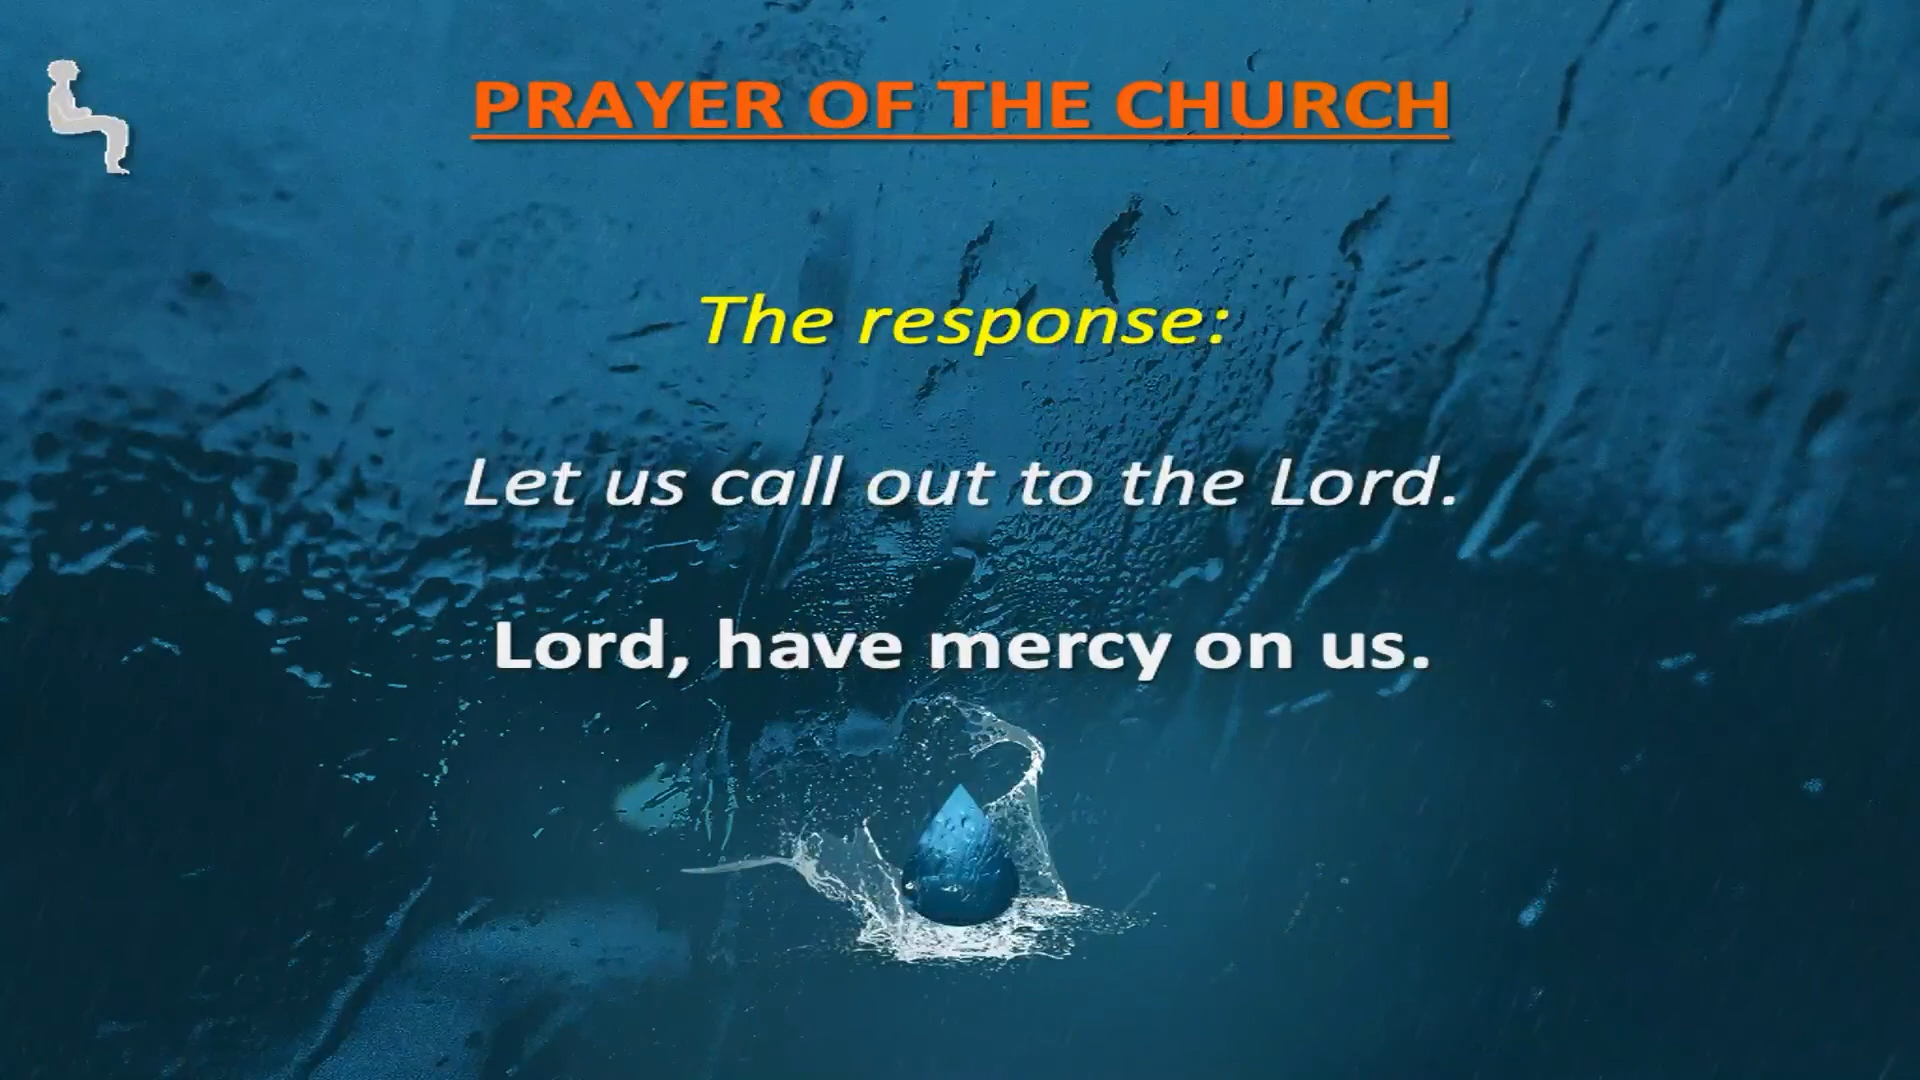 PRAYER OF THE CHURCH
The response:
Let us call out to the Lord.
Lord, have mercy on us.